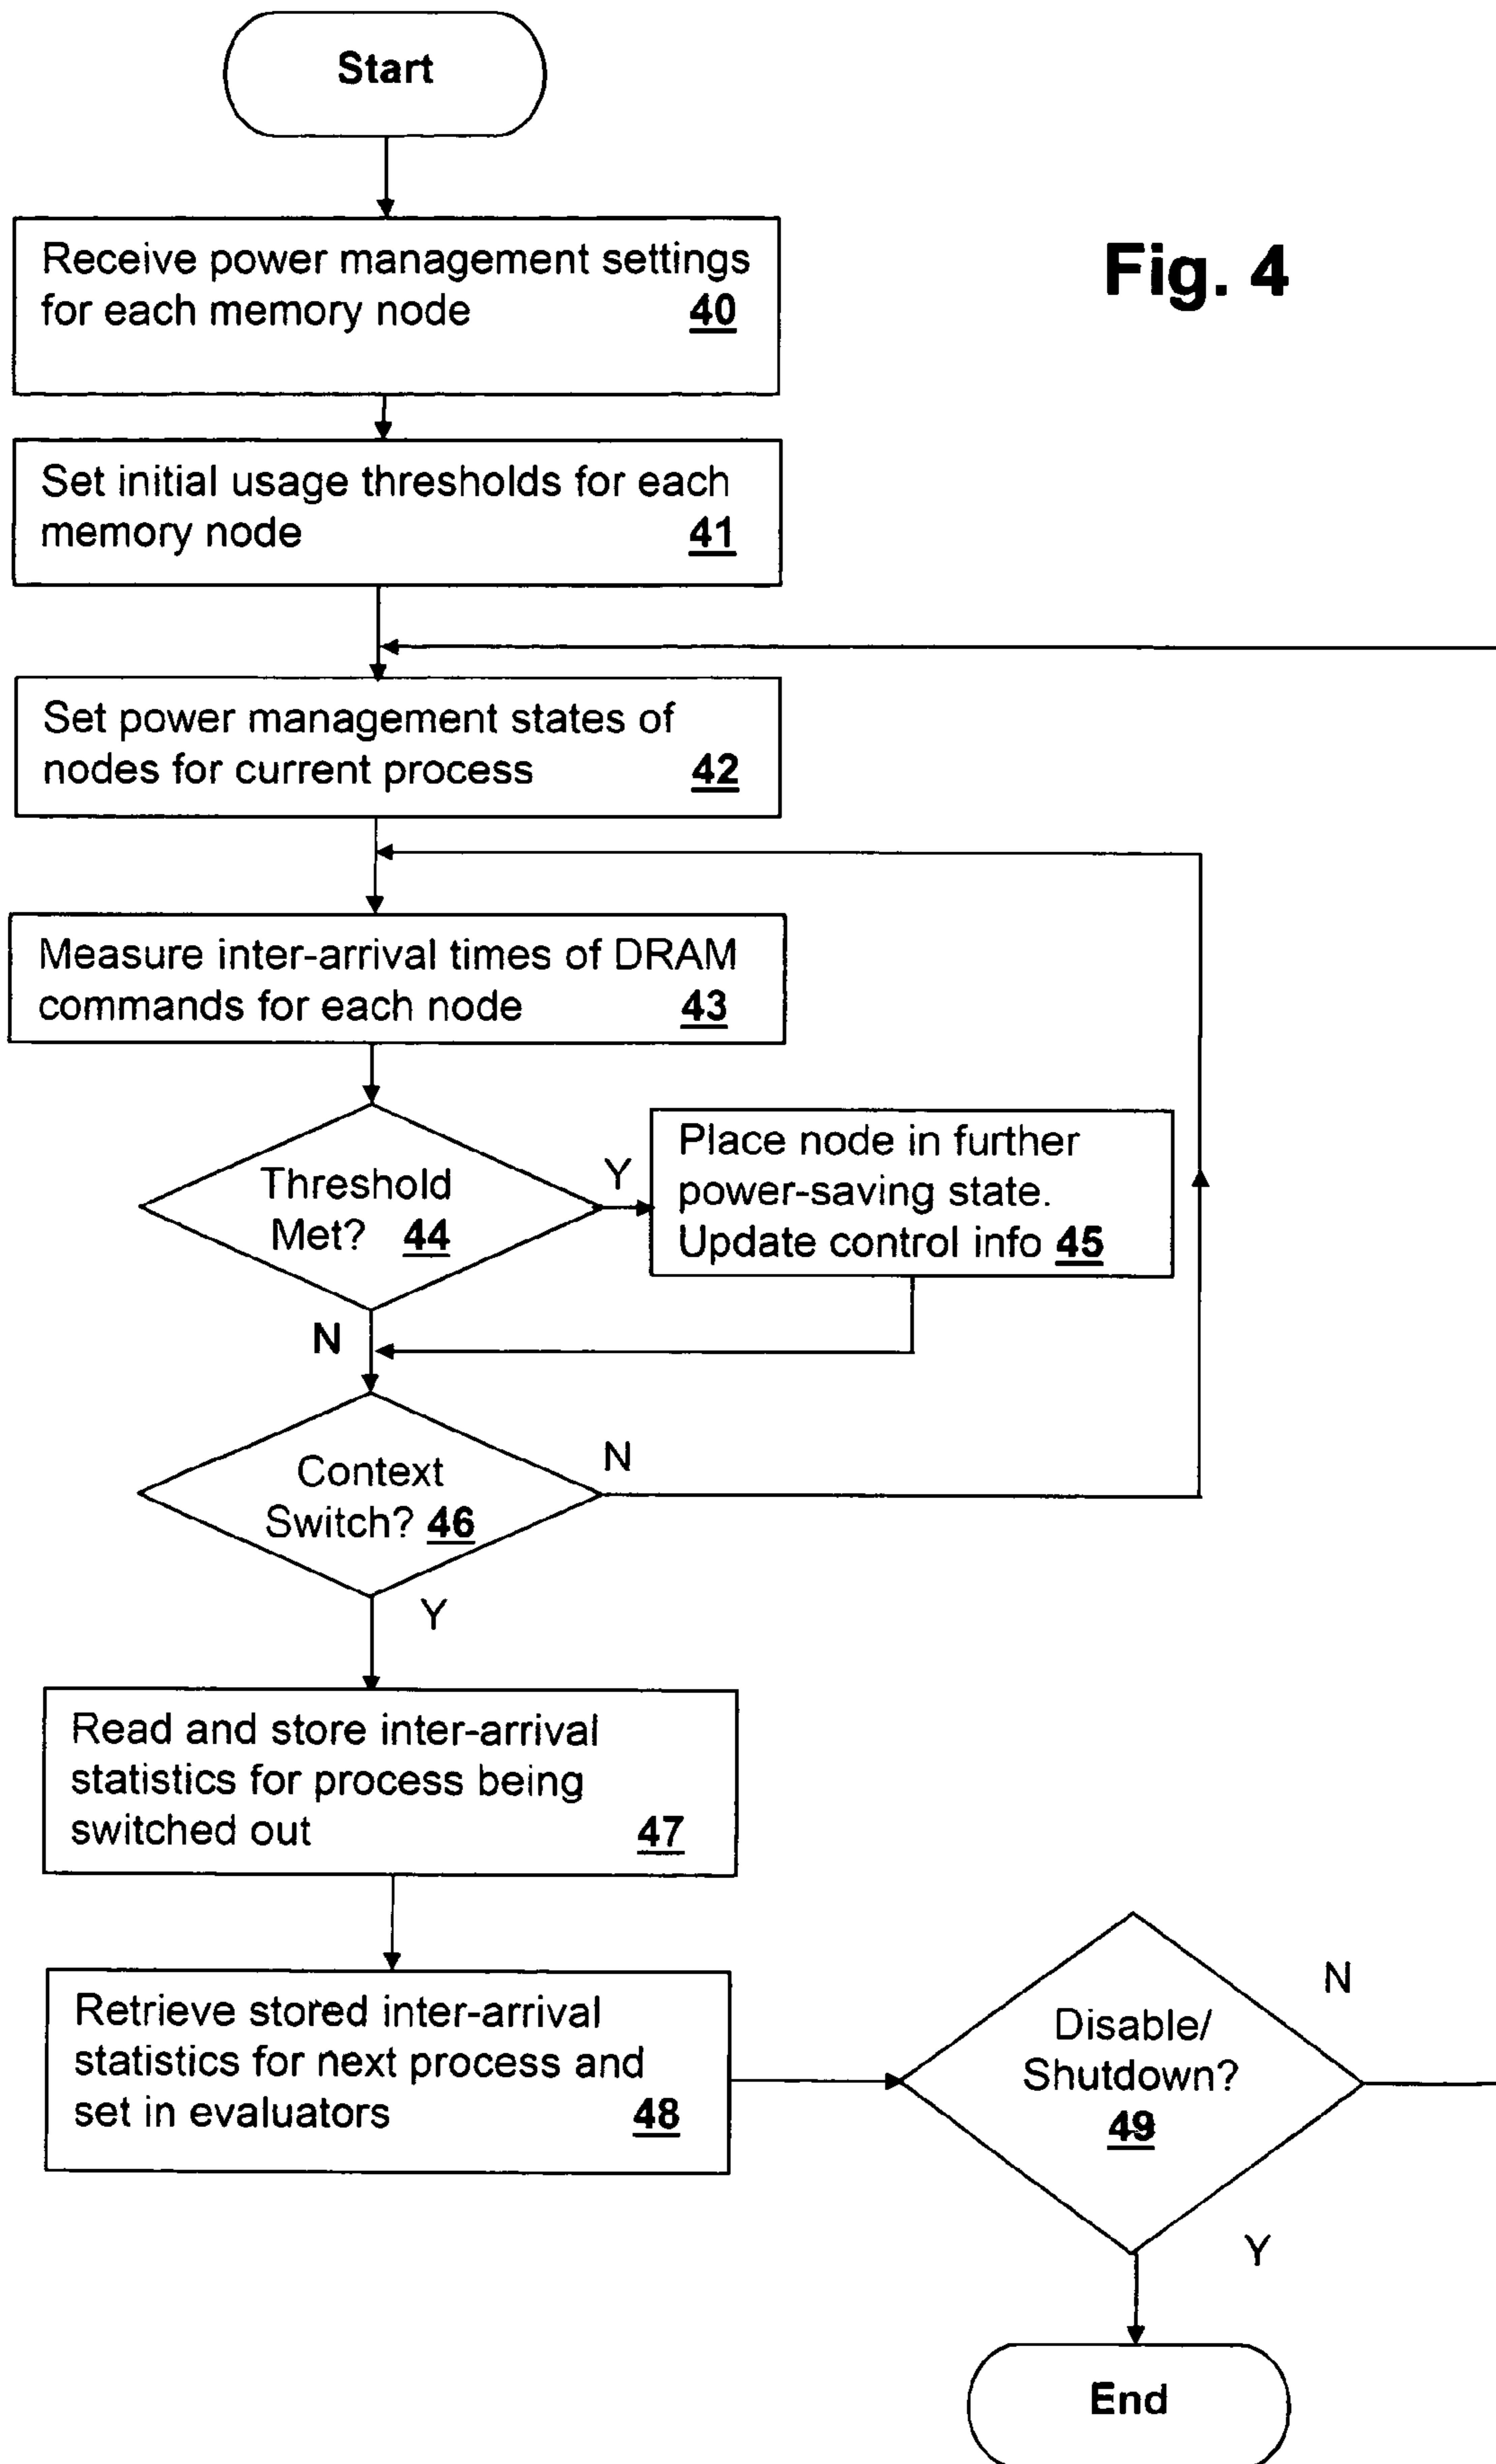 Start
Fig. 4
Receive power management settings
for each memory node 40
Set initial usage thresholds for each
memory node 41
Set power management states of
nodes for current process 42
Measure inter-arrival times of DRAM
commands for each node 43
Threshold
Met? 44
Y
Place node in further
power-saving state.
Update control info 45
N
Context
Switch? 46
N
Y
Read and store inter-arrival
statistics for process being
switched out 47
Retrieve stored inter-arrival
statistics for next process and
set in evaluators 48
Disable/
Shutdown?
49
N
Y
End